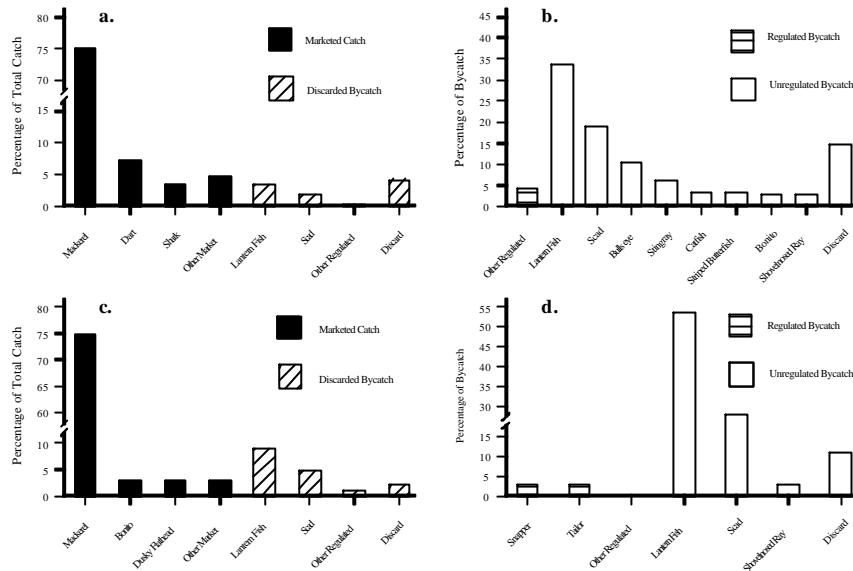 a.
Percentage of Total Catch
80
75
70
15
10
5
0
Marketed Catch
Discarded Bycatch
Mackerel
Dart
Shark
Other Market
Lantern Fish
Scad
Other Regulated
Discard
b.
Percentage of Bycatch
45
40
35
30
25
20
15
10
5
0
Regulated Bycatch
Unregulated Bycatch
Other Regulated
Lantern Fish
Scad
Bulls eye
Stingray
Catfish
Striped Butterfish
Bonito
Shovelnosed Ray
Discard
c.
Percentage of Total Catch
80
75
70
65
60
10
5
0
Marketed Catch
Discarded Bycatch
Mackerel
Bonito
Dusky Flathead
Other Market
Lantern Fish
Scad
Other Regulated
Discard
d.
Percentage of Bycatch
55
50
45
40
35
30
15
10
5
0
Regulated Bycatch
Unregulated Bycatch
Snapper
Tailor
Other Regulated
Lantern Fish
Scad
Shovelnosed Ray
Discard